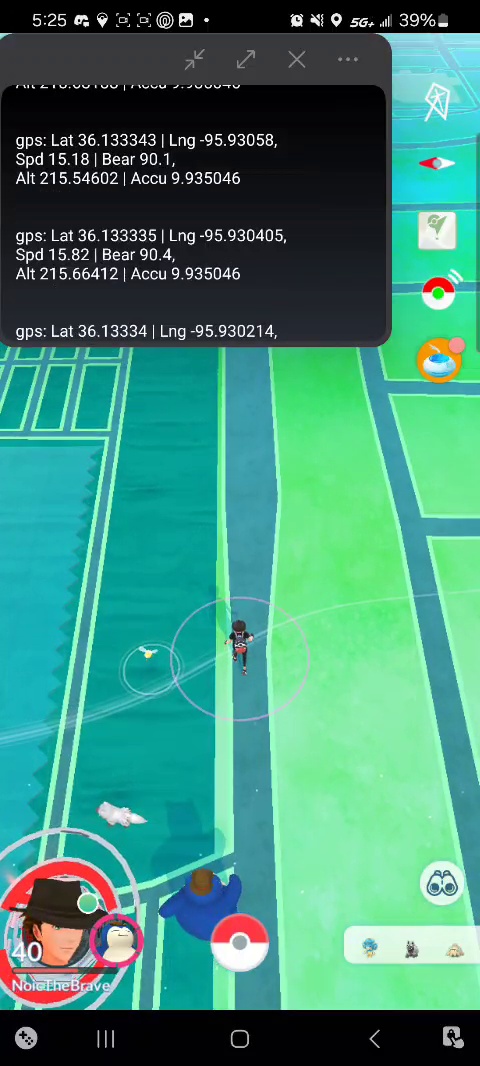 5:25
5G+
39%
gps: Lat 36.133343 | Lng -95.93058,
Spd 15.18 | Bear 90.1,
Alt 215.54602 | Accu 9.935046
gps: Lat 36.133335 | Lng -95.930405,
Spd 15.82 | Bear 90.4,
Alt 215.66412 | Accu 9.935046
gps: Lat 36.13334 | Lng -95.930214,
40
NoicTheBrave